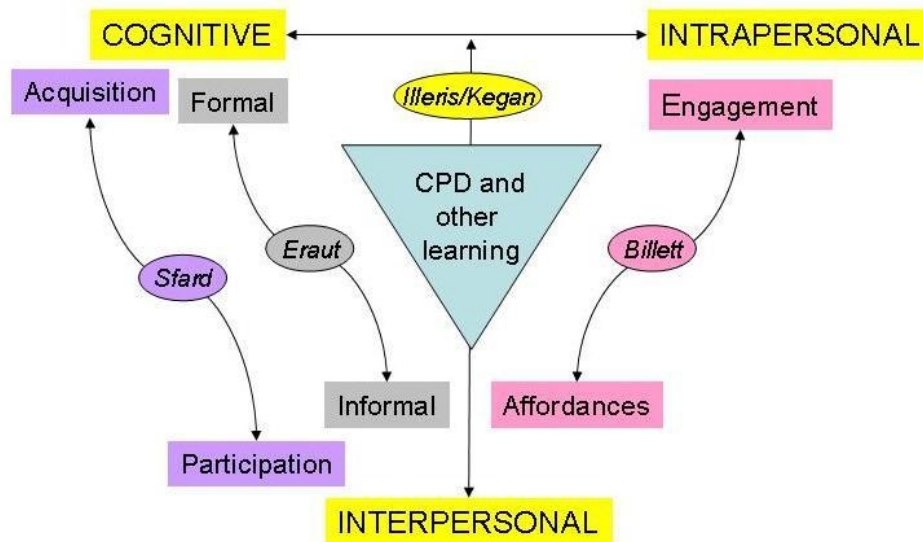 COGNITIVE
INTRAPERSONAL
Acquisition
Formal
Illeris/Kegan
Engagement
CPD and
other
learning
Sfard
Eraut
Billett
Informal
Affordances
Participation
INTERPERSONAL